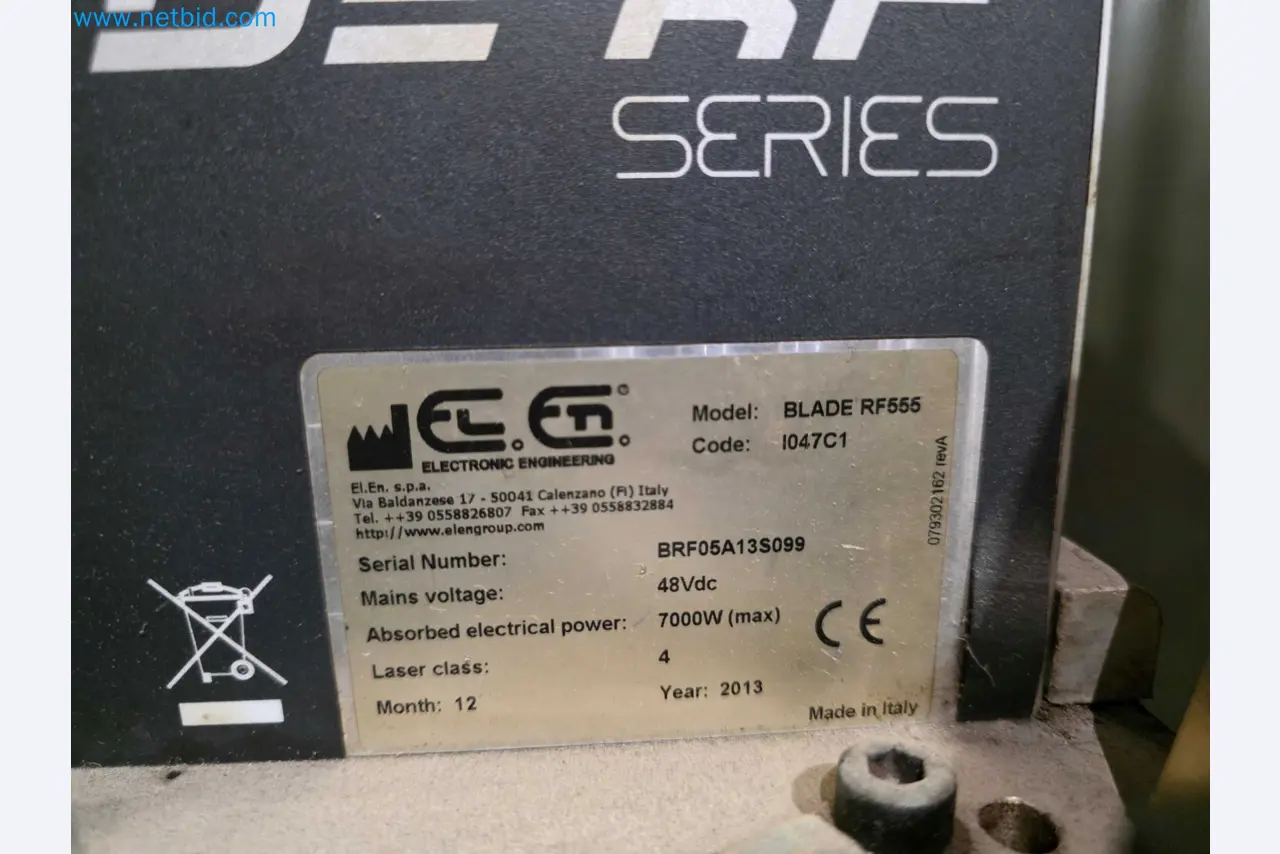 www.netbid.com
DE RF
SERIES
EL.En.®
ELECTRONIC ENGINEERING
Model: BLADE RF555
Code: I047C1
El.En. s.p.a.
Via Baldanzese 17 - 50041 Calenzano (FI) Italy
Tel. ++39 0558826807 Fax ++39 0558832884
http://www.elengroup.com
079302162 revA
Serial Number: BRF05A13S099
Mains voltage: 48Vdc
Absorbed electrical power: 7000W (max)
CE
Laser class: 4
Month: 12 Year: 2013
Made in Italy